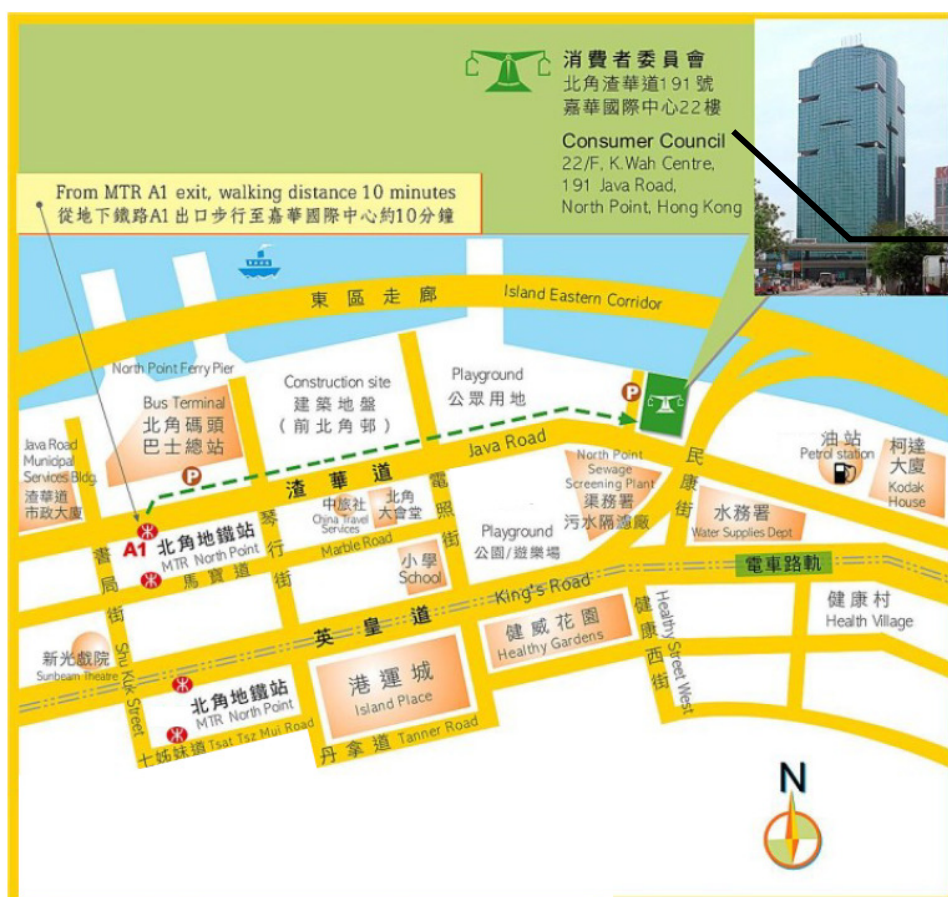 消費者委員會
北角渣華道191號
嘉華國際中心22樓
Consumer Council
22/F, K.Wah Centre,
191 Java Road,
North Point, Hong Kong
From MTR A1 exit, walking distance 10 minutes
從地下鐵路A1出口步行至嘉華國際中心約10分鐘
東區走廊
Island Eastern Corridor
North Point Ferry Pier
Bus Terminal
北角碼頭
巴士總站
P
Construction site
建築地盤
(前北角邨)
Playground
公眾用地
P
Java Road
Municipal
Services Bldg.
渣華道
市政大廈
渣華道
Java Road
North Point
Sewage
Screening Plant
渠務署
污水隔濾廠
民康街
油站
Petrol station
柯達
大廈
Kodak
House
A1
北角地鐵站
MTR North Point
書局街
Shu Kuk Street
馬寶道
Marble Road
琴行街
中旅社
China Travel
Services
北角
大會堂
電照街
小學
School
Playground
公園/遊樂場
水務署
Water Supplies Dept
電車路軌
英皇道
King's Road
新光戲院
Sunbeam Theatre
北角地鐵站
MTR North Point
港運城
Island Place
健威花園
Healthy Gardens
健康西街
Healthy Street West
健康村
Health Village
十姊妹道 Tsat Tsz Mui Road
丹拿道 Tanner Road
N